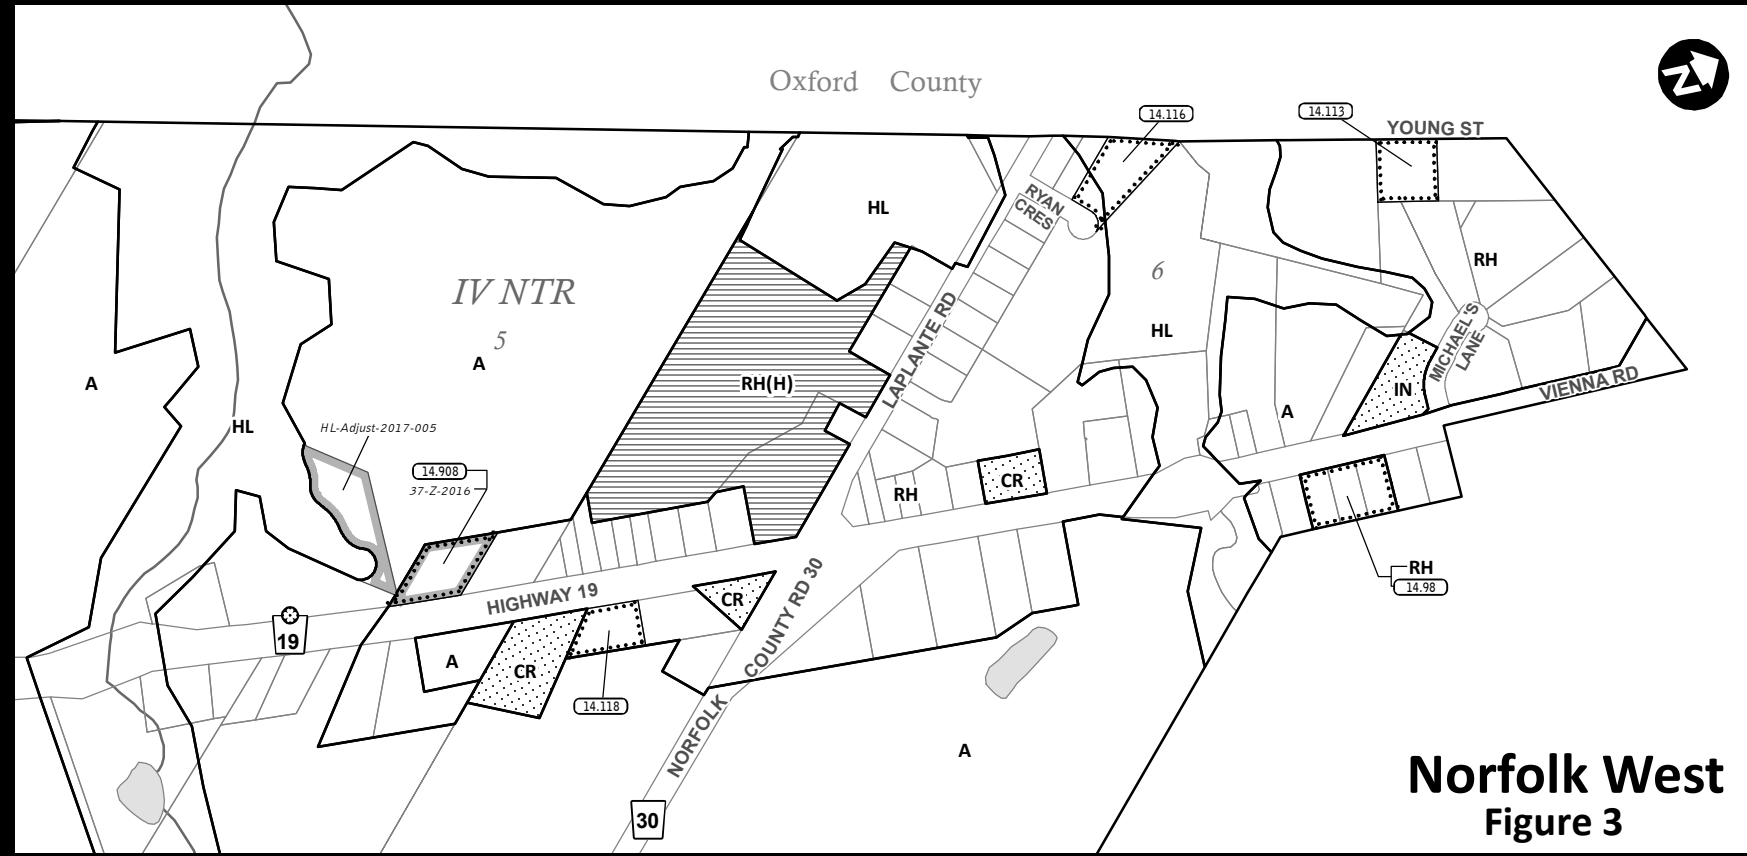 Oxford County
N
14.116
14.113
YOUNG ST
RYAN
CRES
HL
IV NTR
5
A
6
HL
RH
A
RH(H)
LAPLANTE RD
MICHAEL'S
LANE
VIENNA RD
IN
A
HL
HL-Adjust-2017-005
14.908
37-Z-2016
RH
CR
HIGHWAY 19
CR
COUNTY RD 30
RH
14.98
19
A
CR
14.118
NORFOLK
A
30
Norfolk West
Figure 3